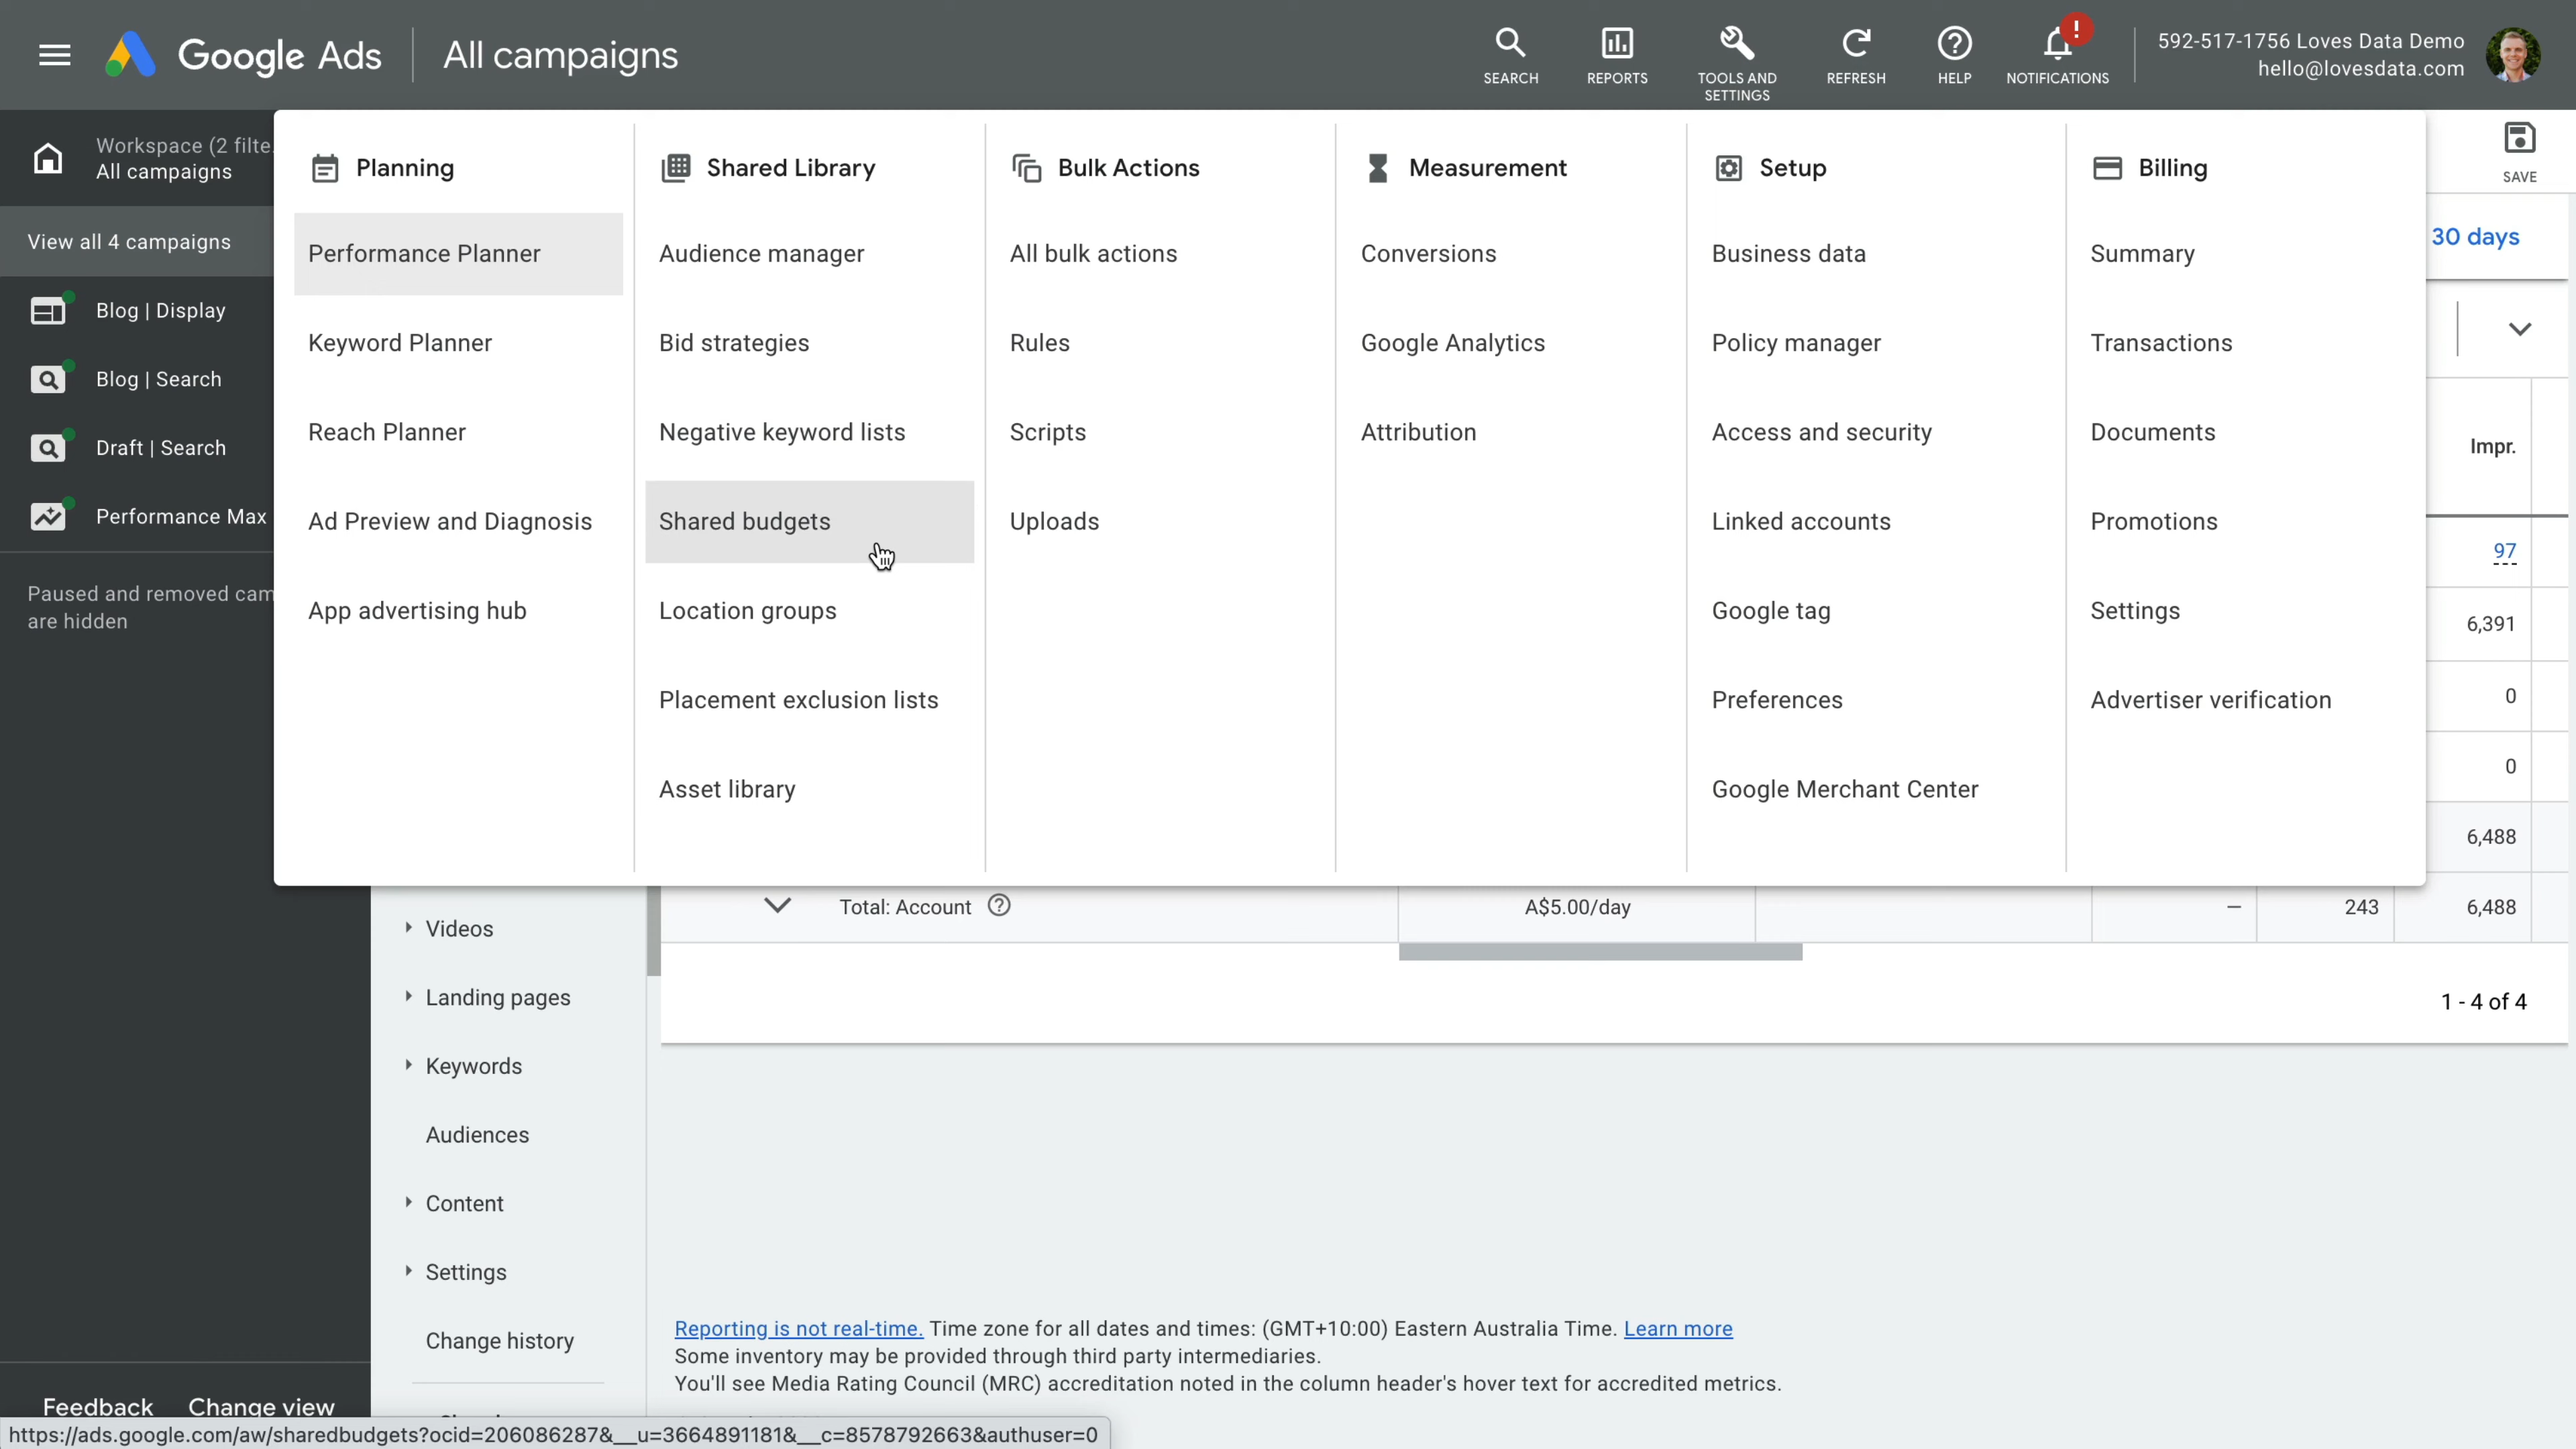 Google Ads
All campaigns
SEARCH
REPORTS
TOOLS AND
SETTINGS
REFRESH
HELP
!
NOTIFICATIONS
592-517-1756 Loves Data Demo
hello@lovesdata.com
Workspace (2 filte
All campaigns
View all 4 campaigns
Blog | Display
Blog | Search
Draft | Search
Performance Max
Paused and removed cam
are hidden
Feedback
Change view
Planning
Performance Planner
Keyword Planner
Reach Planner
Ad Preview and Diagnosis
App advertising hub
Shared Library
Audience manager
Bid strategies
Negative keyword lists
Shared budgets
Location groups
Placement exclusion lists
Asset library
Bulk Actions
All bulk actions
Rules
Scripts
Uploads
Measurement
Conversions
Google Analytics
Attribution
Setup
Business data
Policy manager
Access and security
Linked accounts
Google tag
Preferences
Google Merchant Center
Billing
Summary
Transactions
Documents
Promotions
Settings
Advertiser verification
SAVE
30 days
Impr.
97
6,391
0
0
6,488
Total: Account
A$5.00/day
–
243
6,488
1 - 4 of 4
Videos
Landing pages
Keywords
Audiences
Content
Settings
Change history
Reporting is not real-time. Time zone for all dates and times: (GMT+10:00) Eastern Australia Time. Learn more
Some inventory may be provided through third party intermediaries.
You'll see Media Rating Council (MRC) accreditation noted in the column header's hover text for accredited metrics.
https://ads.google.com/aw/sharedbudgets?ocid=206086287&__u=3664891181&__c=8578792663&authuser=0